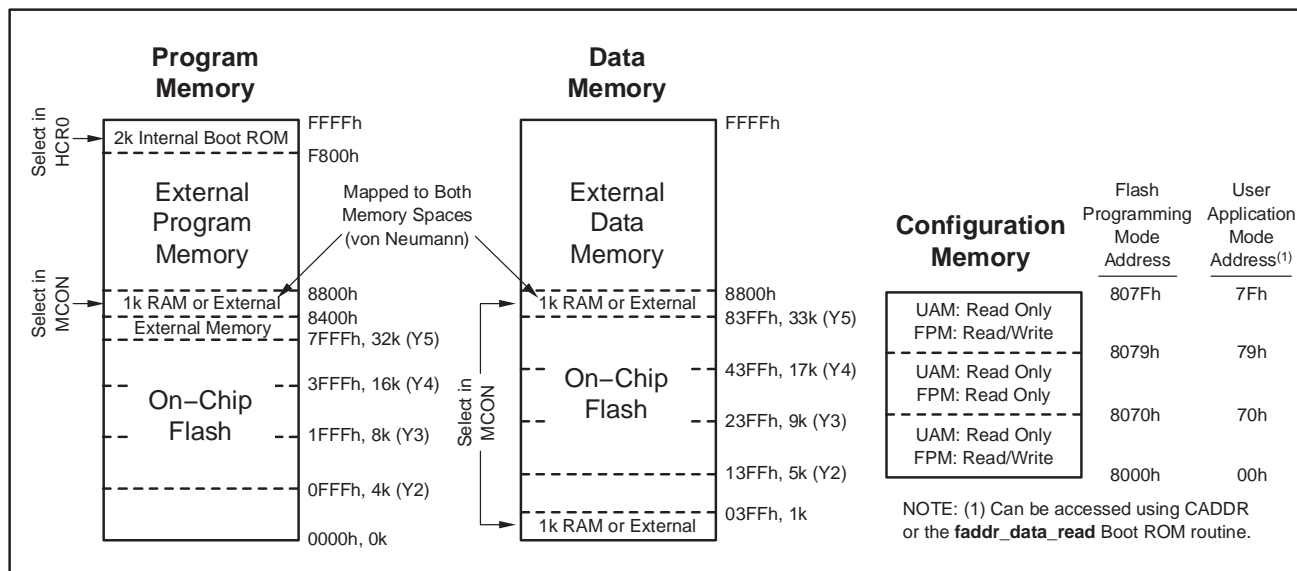 Program
Memory
Select in
HCR0
2k Internal Boot ROM
FFFFh
F800h
External
Program
Memory
Mapped to Both
Memory Spaces
(von Neumann)
Select in
MCON
1k RAM or External
8800h
8400h
External Memory
7FFFh, 32k (Y5)
3FFFh, 16k (Y4)
On−Chip
Flash
1FFFh, 8k (Y3)
0FFFh, 4k (Y2)
0000h, 0k
Data
Memory
FFFFh
External
Data
Memory
8800h
1k RAM or External
83FFh, 33k (Y5)
43FFh, 17k (Y4)
On−Chip
Flash
Select in
MCON
23FFh, 9k (Y3)
13FFh, 5k (Y2)
03FFh, 1k
1k RAM or External
Configuration
Memory
Flash
Programming
Mode
Address
User
Application
Mode
Address(1)
807Fh 7Fh
UAM: Read Only
FPM: Read/Write
8079h 79h
UAM: Read Only
FPM: Read Only
8070h 70h
UAM: Read Only
FPM: Read/Write
8000h 00h
NOTE: (1) Can be accessed using CADDR
or the faddr_data_read Boot ROM routine.